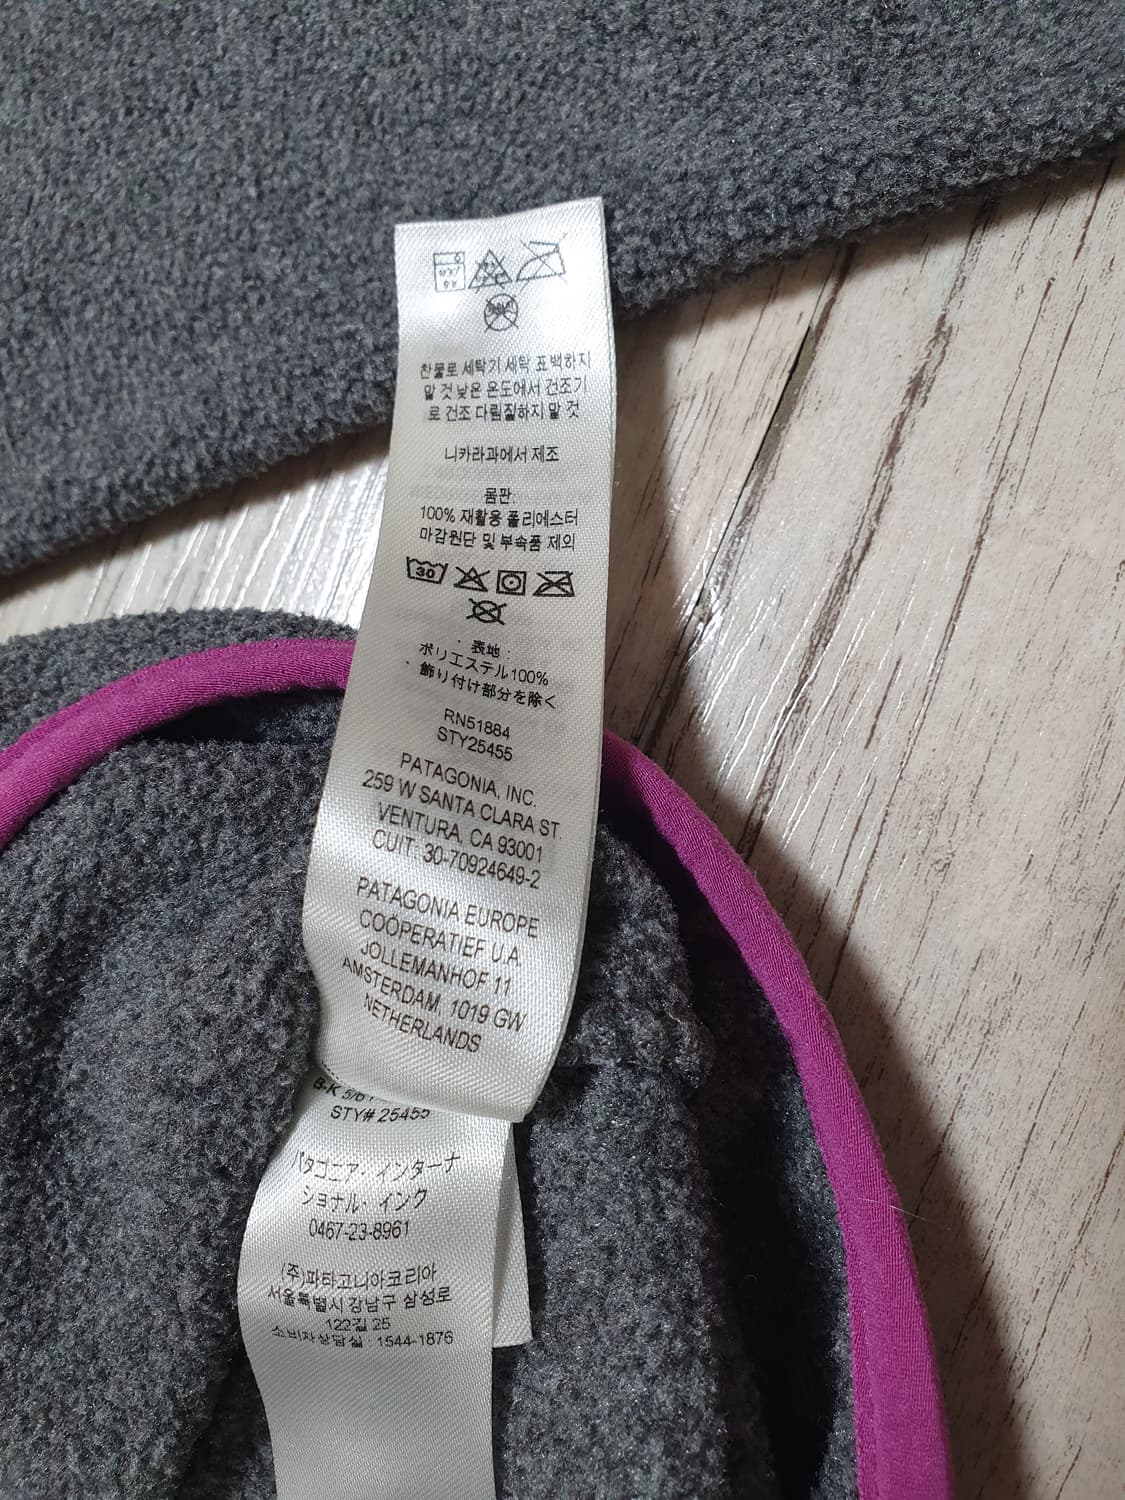 찬물로 세탁기 세탁 표백하지
말 것 낮은 온도에서 건조기
로 건조 다림질하지 말 것
니카라과에서 제조
몸판:
100% 재활용 폴리에스터
마감원단 및 부속품 제외
30
表地:
ポリエステル100%
飾り付け部分を除く
RN51884
STY25455
PATAGONIA, INC.
259 W SANTA CLARA ST.
VENTURA, CA 93001
CUIT: 30-70924649-2
PATAGONIA EUROPE
COOPERATIEF U.A.
JOLLEMANHOF 11
AMSTERDAM, 1019 GW
NETHERLANDS
STY# 25455
パタゴニア・インターナ
ショナル・インク
0467-23-8961
(주)파타고니아코리아
서울특별시 강남구 삼성로
122길 25
소비자상담실 : 1544-1876